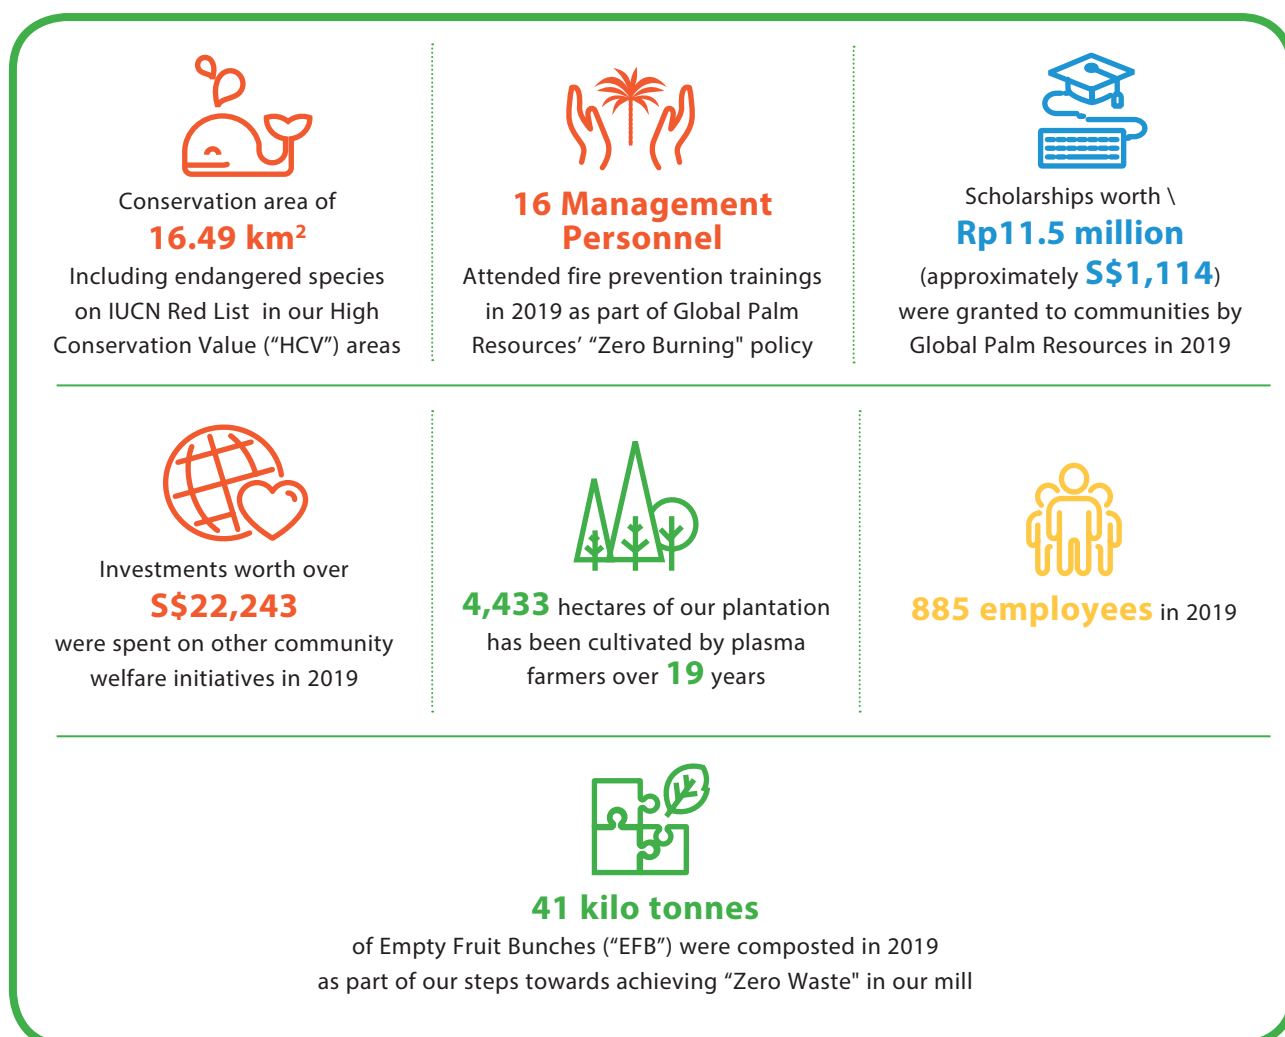 Conservation area of
16.49 km²
Including endangered species
on IUCN Red List in our High
Conservation Value (“HCV”) areas
16 Management
Personnel
Attended fire prevention trainings
in 2019 as part of Global Palm
Resources’ “Zero Burning" policy
Scholarships worth \
Rp11.5 million
(approximately S$1,114)
were granted to communities by
Global Palm Resources in 2019
Investments worth over
S$22,243
were spent on other community
welfare initiatives in 2019
4,433 hectares of our plantation
has been cultivated by plasma
farmers over 19 years
885 employees in 2019
41 kilo tonnes
of Empty Fruit Bunches (“EFB”) were composted in 2019
as part of our steps towards achieving “Zero Waste" in our mill